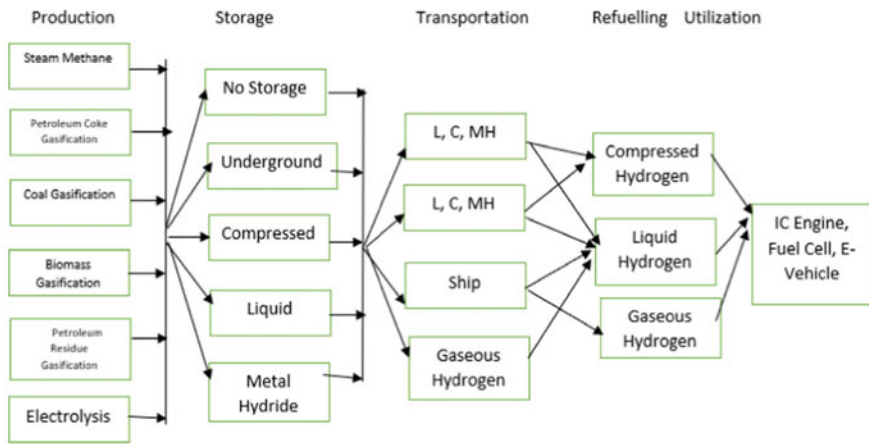 Production
Storage
Transportation
Refuelling
Utilization
Steam Methane
Petroleum Coke
Gasification
Coal Gasification
Biomass
Gasification
Petroleum
Residue
Gasification
Electrolysis
No Storage
Underground
Compressed
Liquid
Metal
Hydride
L, C, MH
L, C, MH
Ship
Gaseous
Hydrogen
Compressed
Hydrogen
Liquid
Hydrogen
Gaseous
Hydrogen
IC Engine,
Fuel Cell, E-
Vehicle